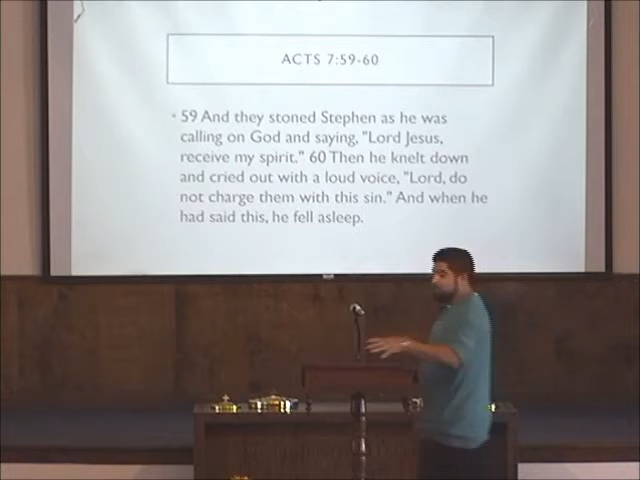 ACTS 7:59-60
• 59 And they stoned Stephen as he was
calling on God and saying, "Lord Jesus,
receive my spirit." 60 Then he knelt down
and cried out with a loud voice, "Lord, do
not charge them with this sin." And when he
had said this, he fell asleep.